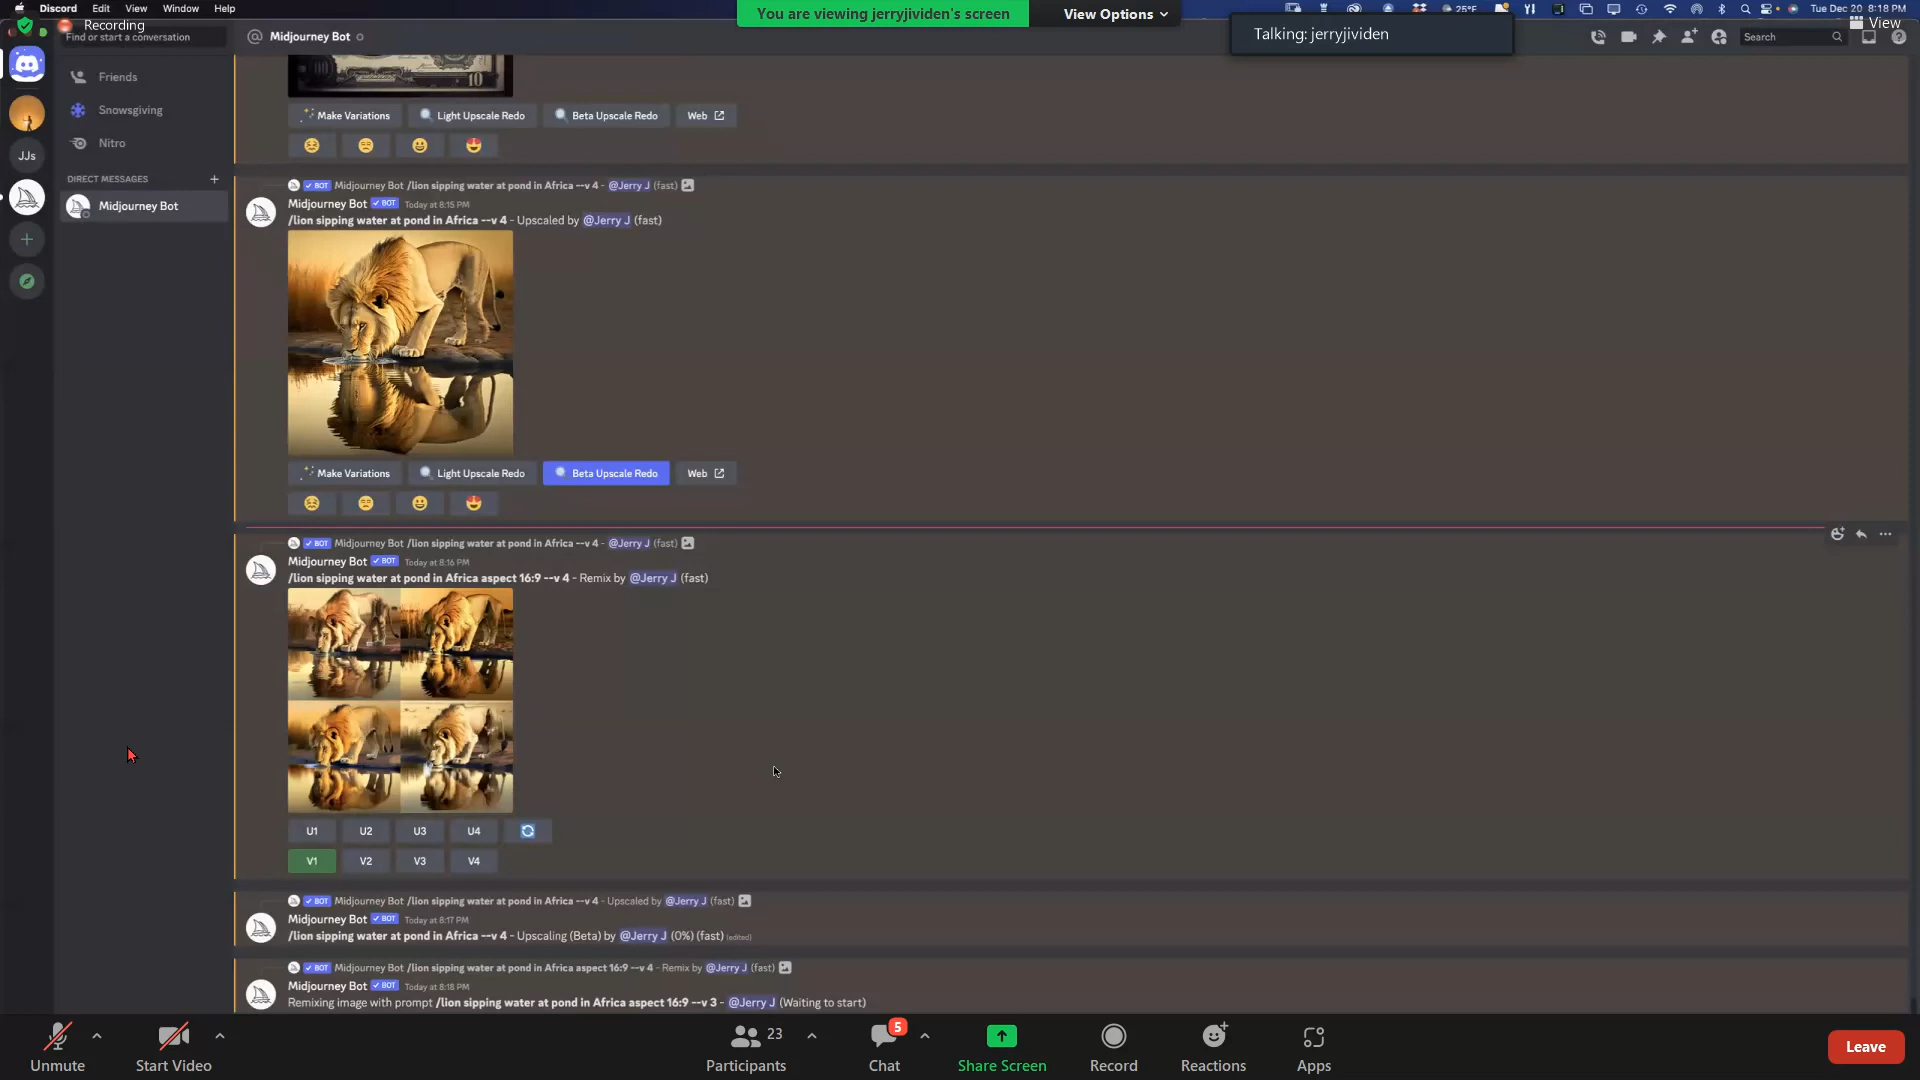 Discord Edit View Window Help
You are viewing jerryjividen's screen
View Options
25°F
Tue Dec 20 8:18 PM
Recording
View
Talking: jerryjividen
Find or start a conversation
Midjourney Bot
Search
Friends
Snowsgiving
Nitro
JJs
DIRECT MESSAGES +
Midjourney Bot
10
Make Variations Light Upscale Redo Beta Upscale Redo Web
BOT Midjourney Bot /lion sipping water at pond in Africa --v 4 - @Jerry J (fast)
Midjourney Bot BOT Today at 8:15 PM
/lion sipping water at pond in Africa --v 4 - Upscaled by @Jerry J (fast)
Make Variations Light Upscale Redo Beta Upscale Redo Web
BOT Midjourney Bot /lion sipping water at pond in Africa --v 4 - @Jerry J (fast)
Midjourney Bot BOT Today at 8:16 PM
/lion sipping water at pond in Africa aspect 16:9 --v 4 - Remix by @Jerry J (fast)
U1 U2 U3 U4
V1 V2 V3 V4
BOT Midjourney Bot /lion sipping water at pond in Africa --v 4 - Upscaled by @Jerry J (fast)
Midjourney Bot BOT Today at 8:17 PM
/lion sipping water at pond in Africa --v 4 - Upscaling (Beta) by @Jerry J (0%) (fast) (edited)
BOT Midjourney Bot /lion sipping water at pond in Africa aspect 16:9 --v 4 - Remix by @Jerry J (fast)
Midjourney Bot BOT Today at 8:18 PM
Remixing image with prompt /lion sipping water at pond in Africa aspect 16:9 --v 3 - @Jerry J (Waiting to start)
23
5
Unmute
Start Video
Participants
Chat
Share Screen
Record
Reactions
Apps
Leave